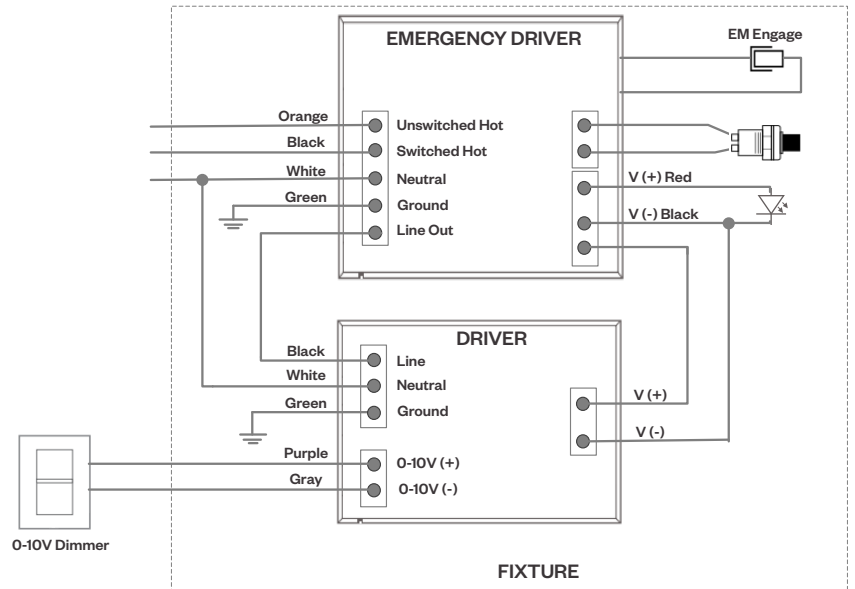 EMERGENCY DRIVER
EM Engage
Orange
Unswitched Hot
Black
Switched Hot
White
Neutral
V (+) Red
Green
Ground
V (-) Black
Line Out
DRIVER
Black
Line
White
Neutral
V (+)
Green
Ground
V (-)
Purple
0-10V (+)
Gray
0-10V (-)
0-10V Dimmer
FIXTURE